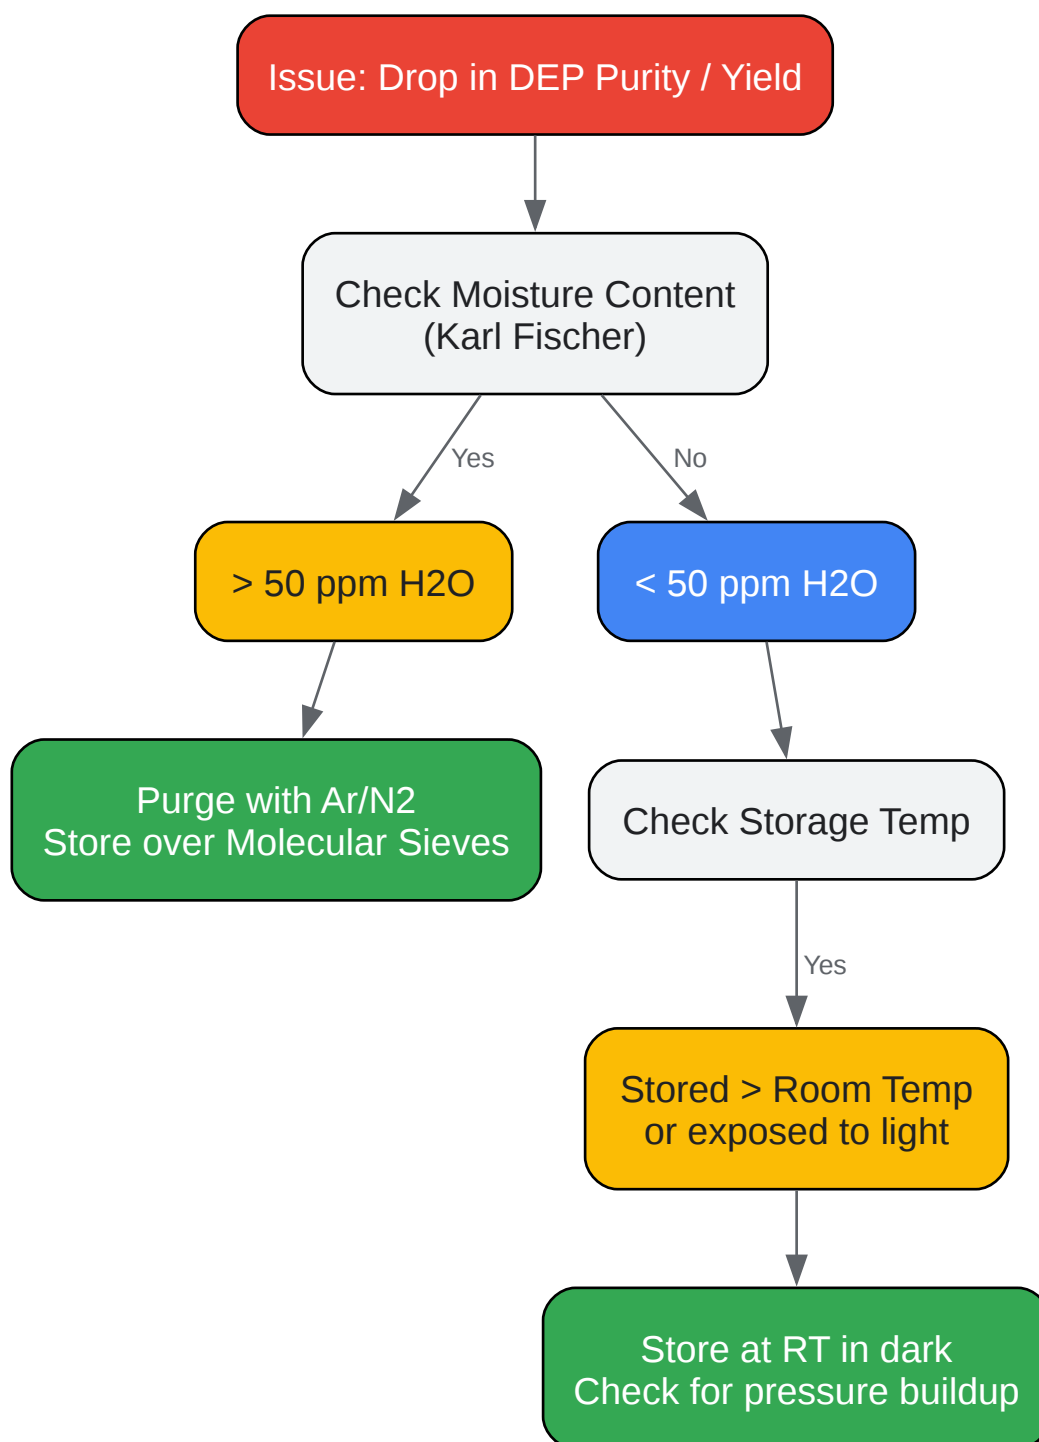 Issue: Drop in DEP Purity / Yield
Check Moisture Content
(Karl Fischer)
Yes
No
> 50 ppm H2O
< 50 ppm H2O
Purge with Ar/N2
Store over Molecular Sieves
Check Storage Temp
Yes
Stored > Room Temp
or exposed to light
Store at RT in dark
Check for pressure buildup